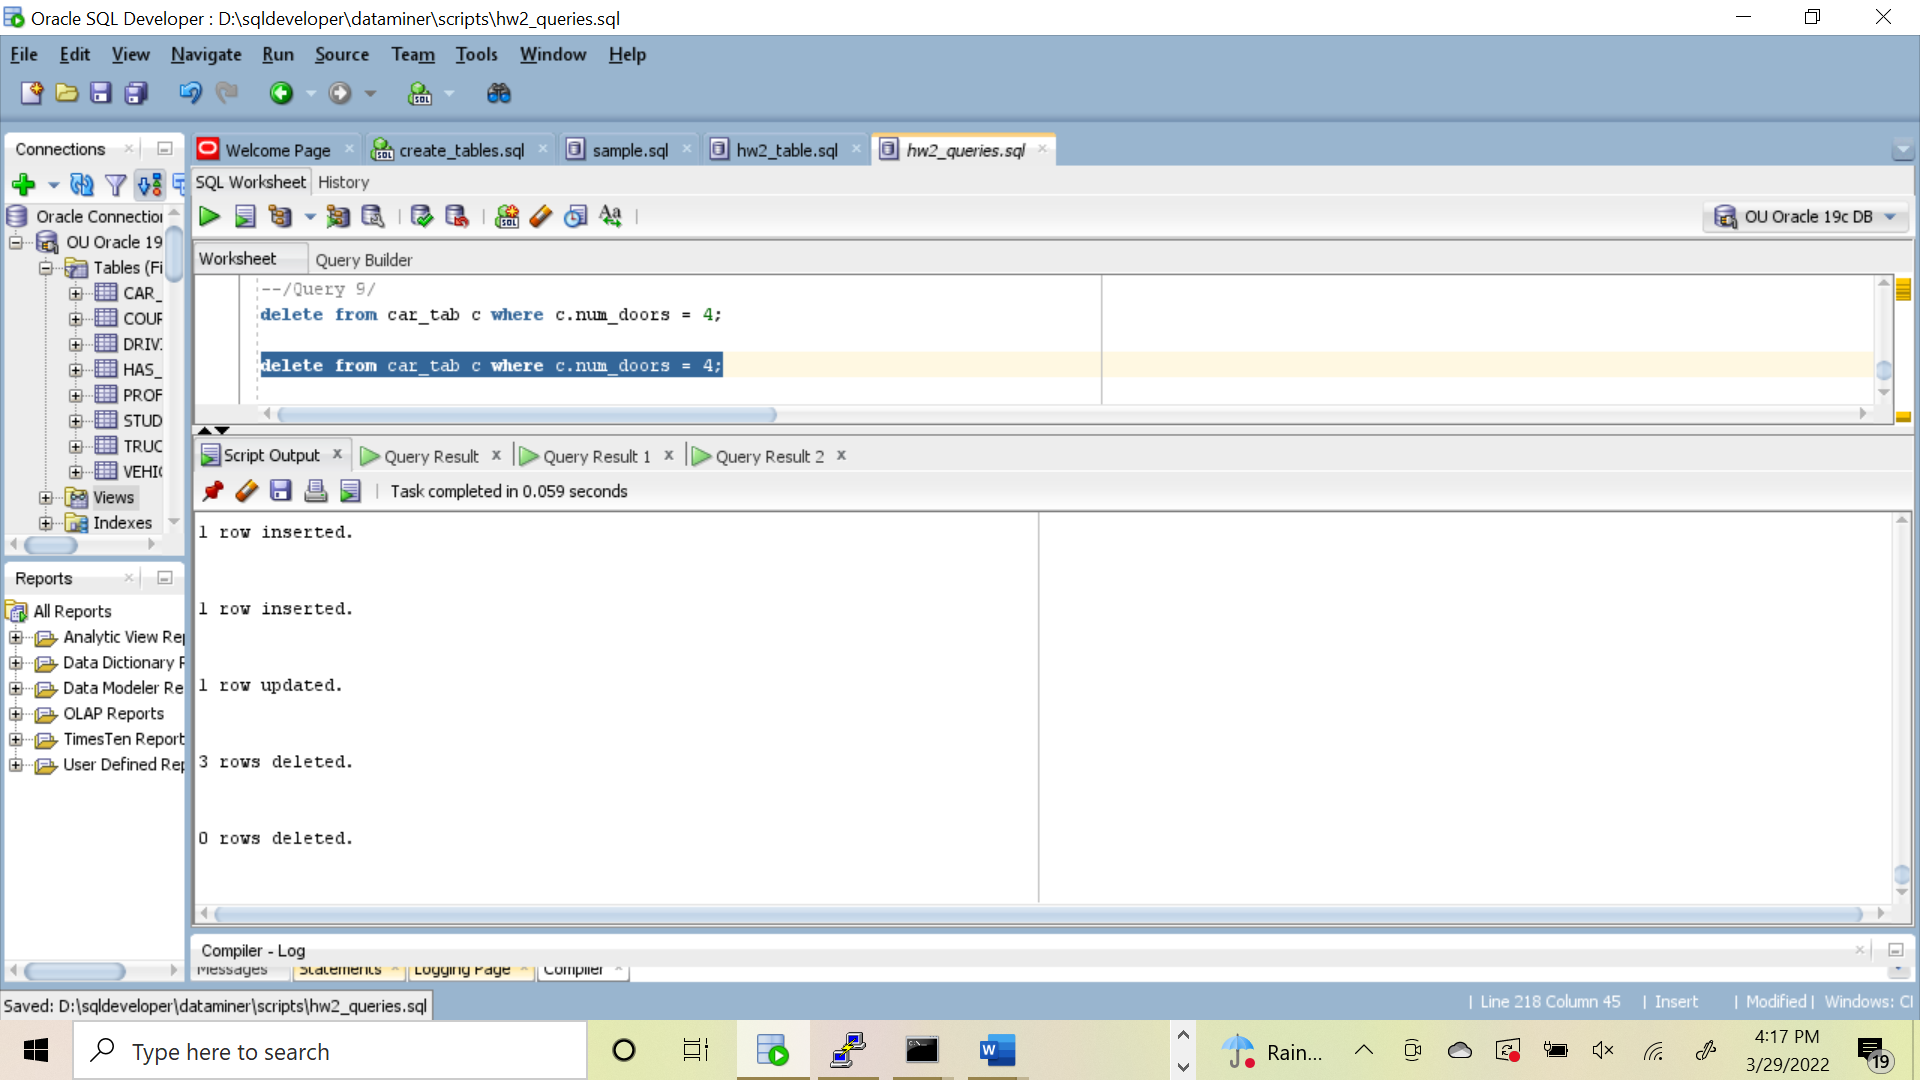 Oracle SQL Developer : D:\sqldeveloper\dataminer\scripts\hw2_queries.sql
File Edit View Navigate Run Source Team Tools Window Help
Connections
Welcome Page
create_tables.sql
sample.sql
hw2_table.sql
hw2_queries.sql
SQL Worksheet History
OU Oracle 19c DB
Oracle Connection
OU Oracle 19
Tables (Fi
CAR_
COUR
DRIV
HAS_
PROF
STUD
TRUC
VEHI
Views
Indexes
Worksheet Query Builder
--/Query 9/
delete from car_tab c where c.num_doors = 4;
delete from car_tab c where c.num_doors = 4;
Script Output
Query Result
Query Result 1
Query Result 2
Task completed in 0.059 seconds
1 row inserted.
1 row inserted.
1 row updated.
3 rows deleted.
0 rows deleted.
Reports
All Reports
Analytic View Rep
Data Dictionary R
Data Modeler Re
OLAP Reports
TimesTen Report
User Defined Rep
Compiler - Log
Messages Statements Logging Page Compiler
Saved: D:\sqldeveloper\dataminer\scripts\hw2_queries.sql
| Line 218 Column 45 | Insert | Modified | Windows: Cl
Type here to search
Rain...
4:17 PM
3/29/2022
19